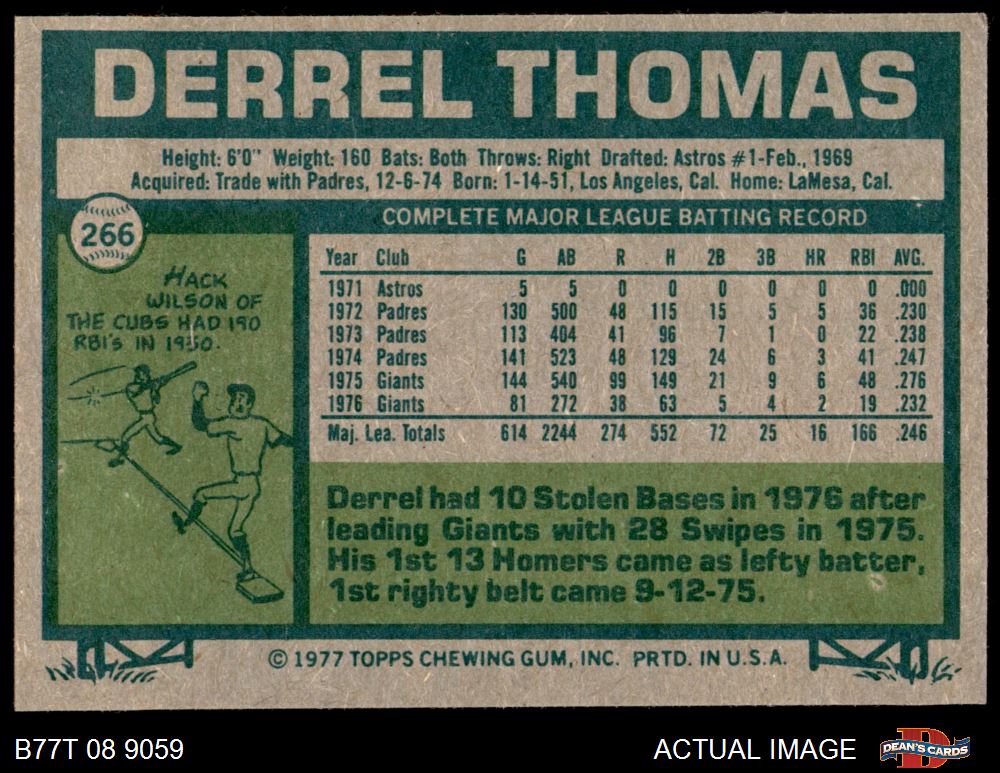 DERREL THOMAS
Height: 6'0" Weight: 160 Bats: Both Throws: Right Drafted: Astros #1-Feb., 1969
Acquired: Trade with Padres, 12-6-74 Born: 1-14-51, Los Angeles, Cal. Home: LaMesa, Cal.
266
HACK
WILSON OF
THE CUBS HAD 190
RBI'S IN 1930.
COMPLETE MAJOR LEAGUE BATTING RECORD
Year Club G AB R H 2B 3B HR RBI AVG.
1971 Astros 5 5 0 0 0 0 0 0 .000
1972 Padres 130 500 48 115 15 5 5 36 .230
1973 Padres 113 404 41 96 7 1 0 22 .238
1974 Padres 141 523 48 129 24 6 3 41 .247
1975 Giants 144 540 99 149 21 9 6 48 .276
1976 Giants 81 272 38 63 5 4 2 19 .232
Maj. Lea. Totals 614 2244 274 552 72 25 16 166 .246
Derrel had 10 Stolen Bases in 1976 after
leading Giants with 28 Swipes in 1975.
His 1st 13 Homers came as lefty batter,
1st righty belt came 9-12-75.
© 1977 TOPPS CHEWING GUM, INC. PRTD. IN U.S.A.
B77T 08 9059
ACTUAL IMAGE
DEAN'S CARDS